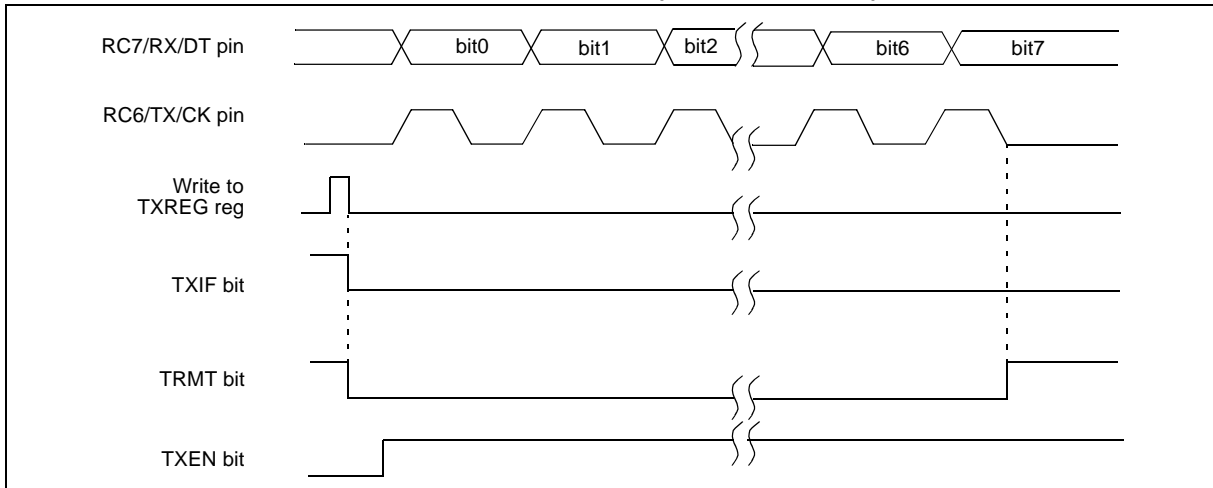 RC7/RX/DT pin
bit0 bit1 bit2 bit6 bit7
RC6/TX/CK pin
Write to
TXREG reg
TXIF bit
TRMT bit
TXEN bit